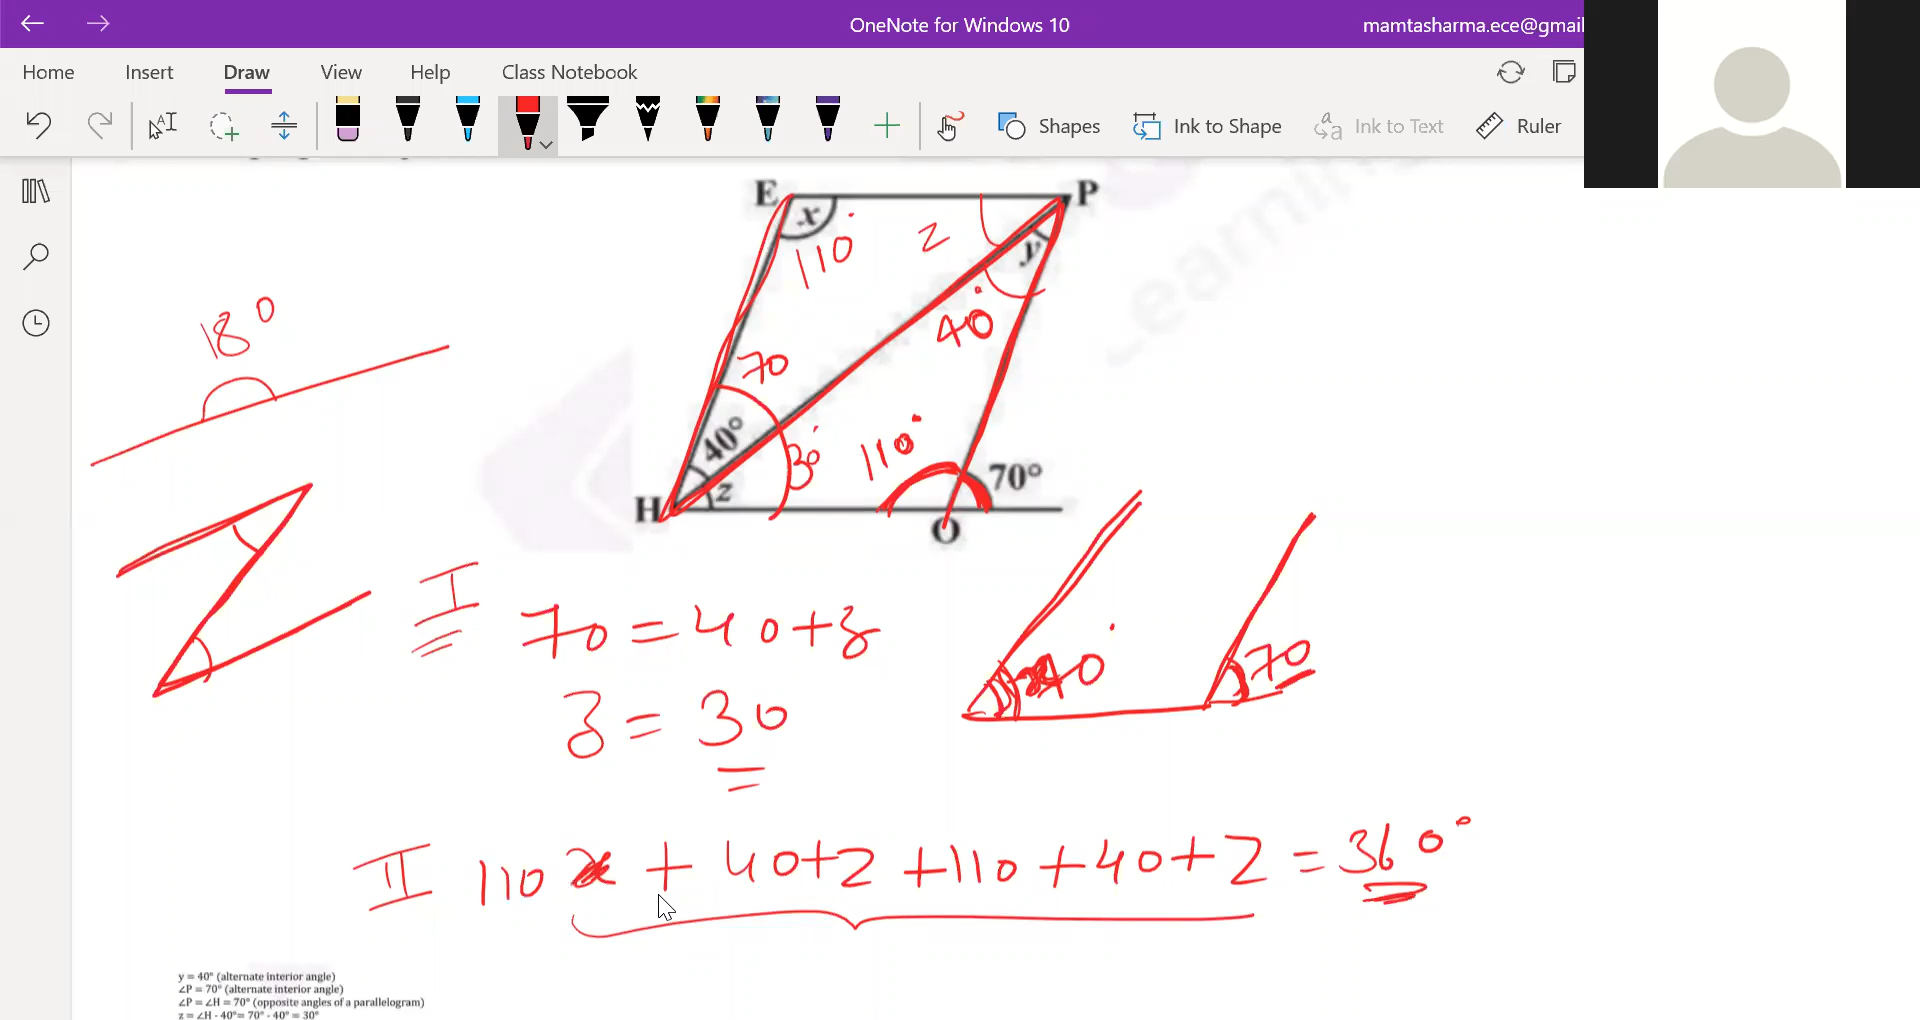 OneNote for Windows 10
mamtasharma.ece@gmail
Home Insert Draw View Help Class Notebook
Shapes Ink to Shape Ink to Text Ruler
Learning
E x P
110° z y
18°
40°
70
40° 30° 110° 70°
H z O
I 70 = 40 + z
40° 70
z = 30
II 110 x + 40 + z + 110 + 40 + z = 360°
y = 40° (alternate interior angle)
∠P = 70° (alternate interior angle)
∠P = ∠H = 70° (opposite angles of a parallelogram)
z = ∠H - 40°= 70° - 40° = 30°